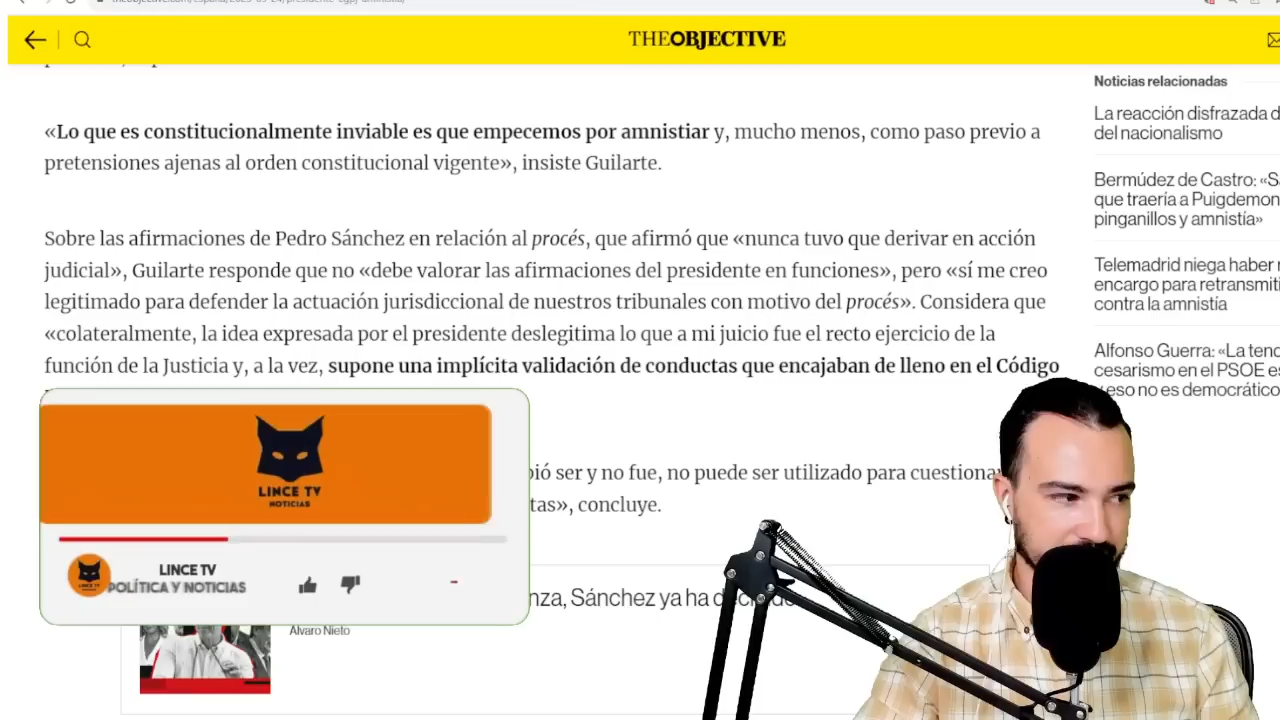 THEOBJECTIVE
«Lo que es constitucionalmente inviable es que empecemos por amnistiar y, mucho menos, como paso previo a
pretensiones ajenas al orden constitucional vigente», insiste Guilarte.
Sobre las afirmaciones de Pedro Sánchez en relación al procés, que afirmó que «nunca tuvo que derivar en acción
judicial», Guilarte responde que no «debe valorar las afirmaciones del presidente en funciones», pero «sí me creo
legitimado para defender la actuación jurisdiccional de nuestros tribunales con motivo del procés». Considera que
«colateralmente, la idea expresada por el presidente deslegitima lo que a mi juicio fue el recto ejercicio de la
función de la Justicia y, a la vez, supone una implícita validación de conductas que encajaban de lleno en el Código
ser y no fue, no puede ser utilizado para
concluye.
Sánchez ya ha
Álvaro Nieto
LINCE TV
NOTICIAS
LINCE TV
POLÍTICA Y NOTICIAS
Noticias relacionadas
La reacción disfrazada
del nacionalismo
Bermúdez de Castro:
que traería a
pinganillos y amnistía»
Telemadrid niega haber
encargo para
contra la amnistía
Alfonso Guerra: «La
cesarismo en el PSOE
eso no es democrático